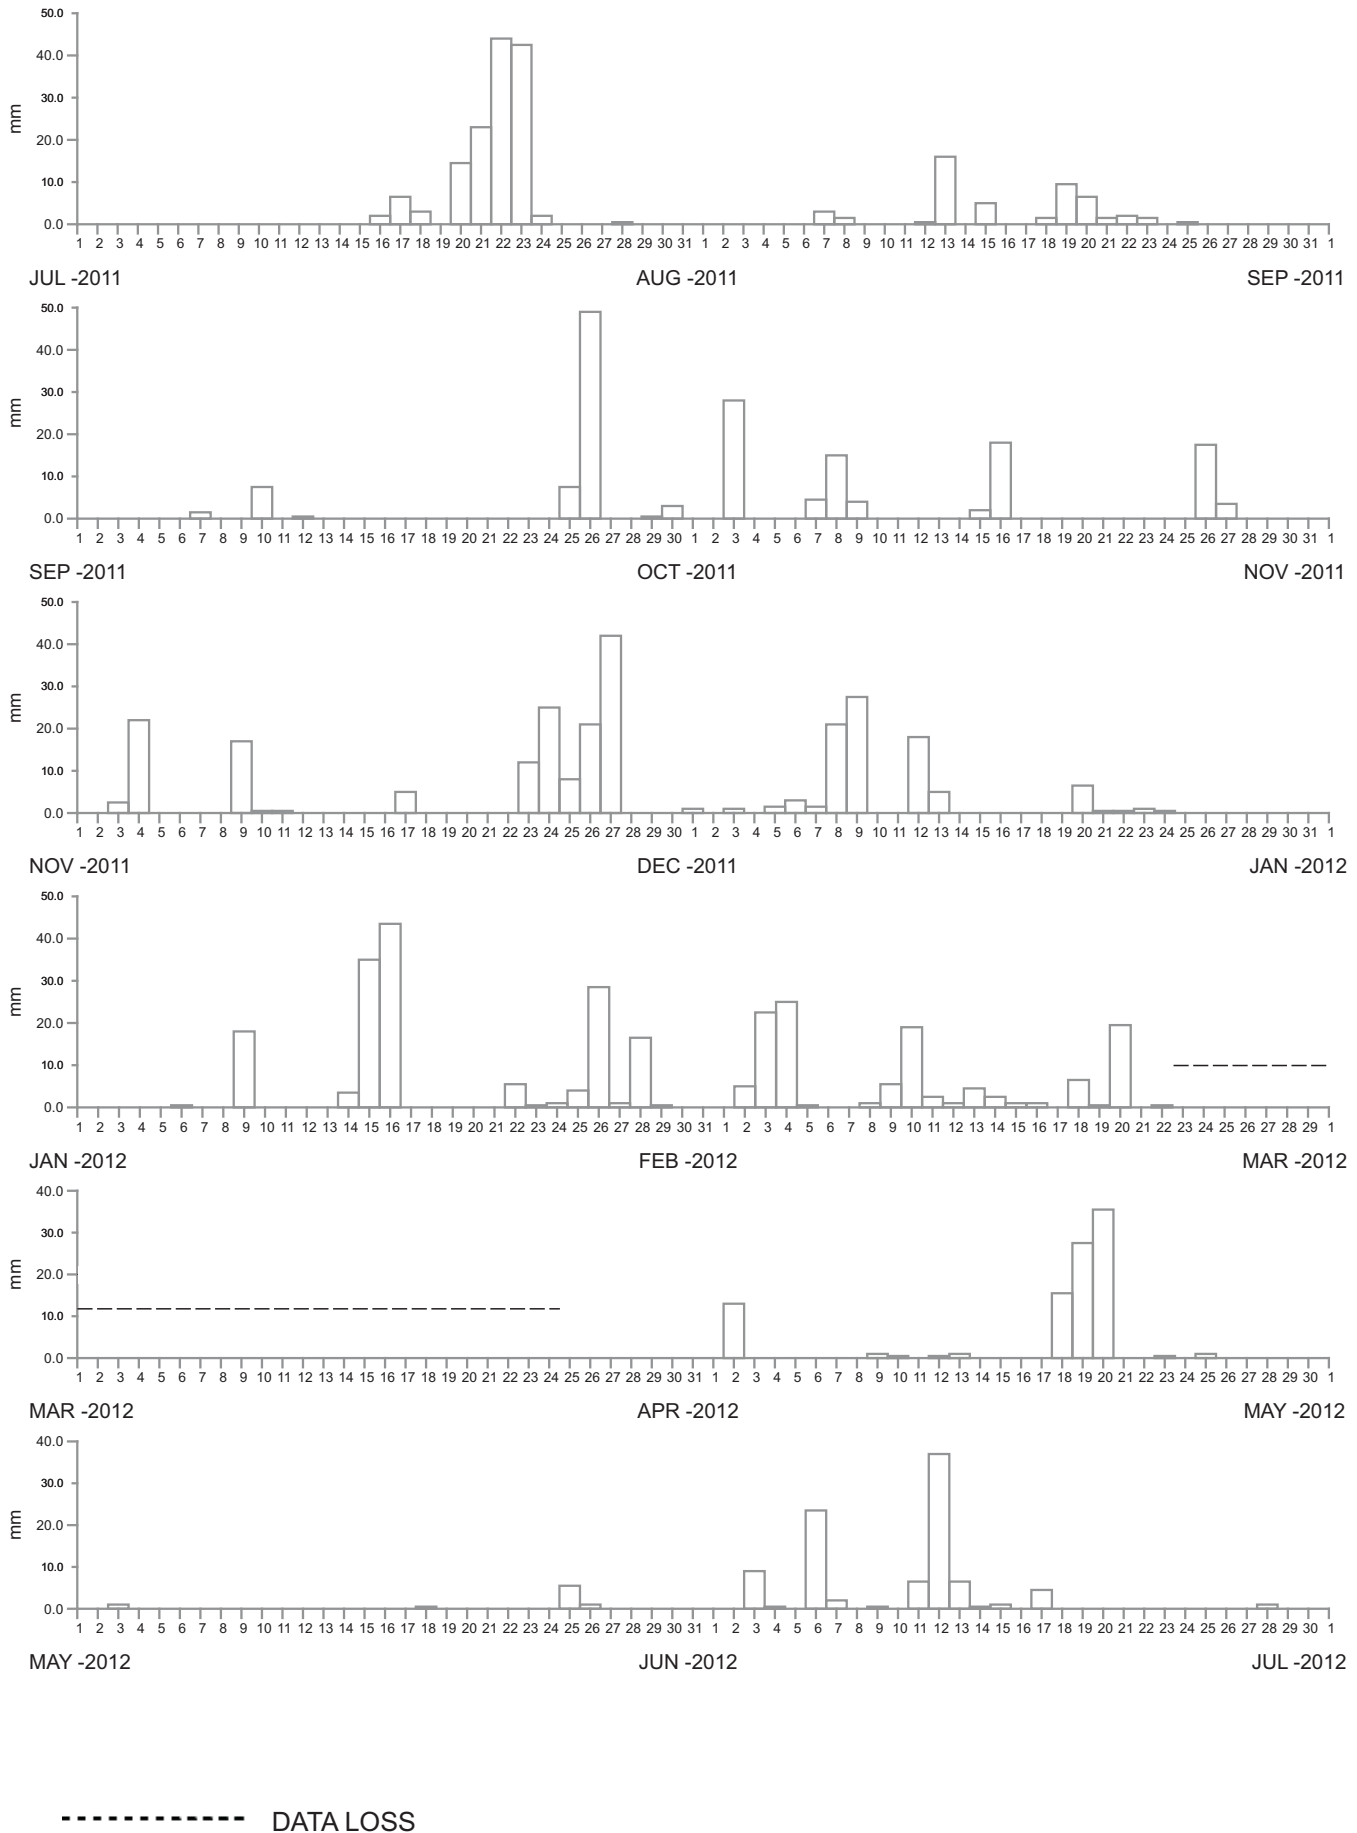 50.0
40.0
30.0
20.0
10.0
0.0
mm
1 2 3 4 5 6 7 8 9 10 11 12 13 14 15 16 17 18 19 20 21 22 23 24 25 26 27 28 29 30 31 1 2 3 4 5 6 7 8 9 10 11 12 13 14 15 16 17 18 19 20 21 22 23 24 25 26 27 28 29 30 31 1
JUL -2011 AUG -2011 SEP -2011
50.0
40.0
30.0
20.0
10.0
0.0
mm
1 2 3 4 5 6 7 8 9 10 11 12 13 14 15 16 17 18 19 20 21 22 23 24 25 26 27 28 29 30 1 2 3 4 5 6 7 8 9 10 11 12 13 14 15 16 17 18 19 20 21 22 23 24 25 26 27 28 29 30 31 1
SEP -2011 OCT -2011 NOV -2011
50.0
40.0
30.0
20.0
10.0
0.0
mm
1 2 3 4 5 6 7 8 9 10 11 12 13 14 15 16 17 18 19 20 21 22 23 24 25 26 27 28 29 30 1 2 3 4 5 6 7 8 9 10 11 12 13 14 15 16 17 18 19 20 21 22 23 24 25 26 27 28 29 30 31 1
NOV -2011 DEC -2011 JAN -2012
50.0
40.0
30.0
20.0
10.0
0.0
mm
1 2 3 4 5 6 7 8 9 10 11 12 13 14 15 16 17 18 19 20 21 22 23 24 25 26 27 28 29 30 31 1 2 3 4 5 6 7 8 9 10 11 12 13 14 15 16 17 18 19 20 21 22 23 24 25 26 27 28 29 1
JAN -2012 FEB -2012 MAR -2012
40.0
30.0
20.0
10.0
0.0
mm
1 2 3 4 5 6 7 8 9 10 11 12 13 14 15 16 17 18 19 20 21 22 23 24 25 26 27 28 29 30 31 1 2 3 4 5 6 7 8 9 10 11 12 13 14 15 16 17 18 19 20 21 22 23 24 25 26 27 28 29 30 1
MAR -2012 APR -2012 MAY -2012
40.0
30.0
20.0
10.0
0.0
mm
1 2 3 4 5 6 7 8 9 10 11 12 13 14 15 16 17 18 19 20 21 22 23 24 25 26 27 28 29 30 31 1 2 3 4 5 6 7 8 9 10 11 12 13 14 15 16 17 18 19 20 21 22 23 24 25 26 27 28 29 30 1
MAY -2012 JUN -2012 JUL -2012
DATA LOSS